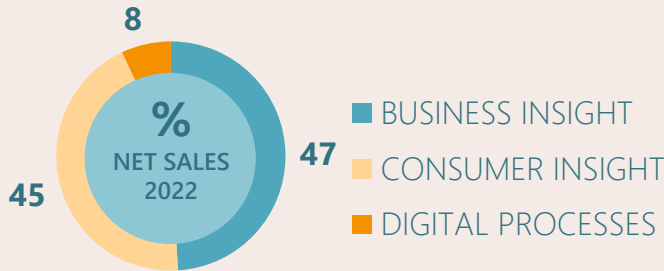 8
%
NET SALES
2022
47
45
BUSINESS INSIGHT
CONSUMER INSIGHT
DIGITAL PROCESSES